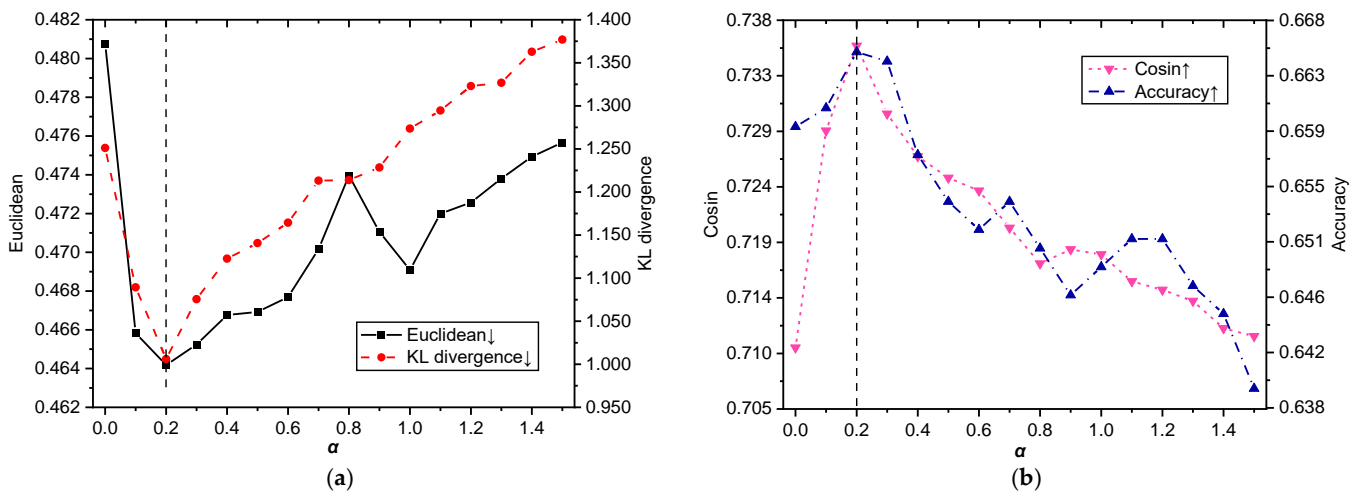 0.482
0.480
0.478
0.476
0.474
0.472
0.470
0.468
0.466
0.464
0.462
Euclidean
1.400
1.350
1.300
1.250
1.200
1.150
1.100
1.050
1.000
0.950
KL divergence
Euclidean↓
KL divergence↓
0.0 0.2 0.4 0.6 0.8 1.0 1.2 1.4
α
(a)
0.738
0.733
0.729
0.724
0.719
0.714
0.710
0.705
Cosin
0.668
0.663
0.659
0.655
0.651
0.646
0.642
0.638
Accuracy
Cosin↑
Accuracy↑
0.0 0.2 0.4 0.6 0.8 1.0 1.2 1.4
α
(b)